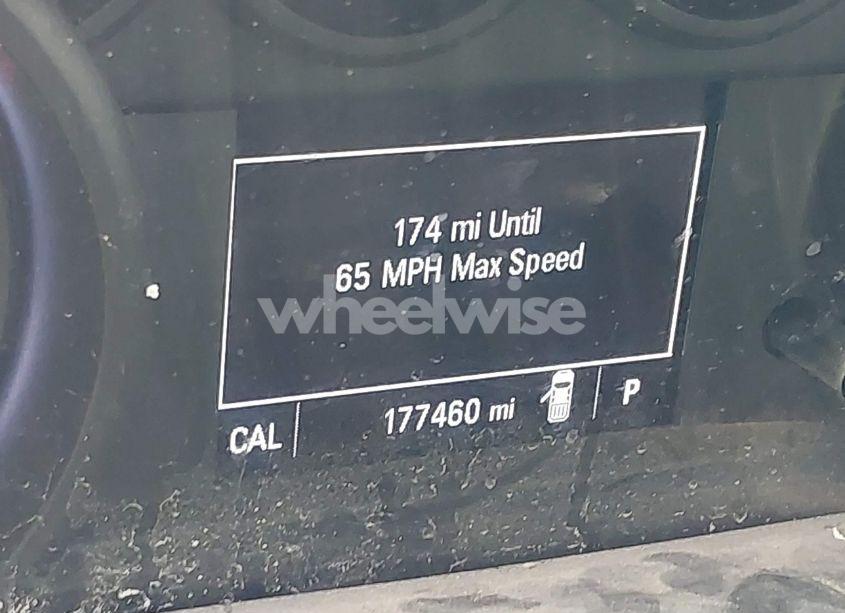 174 mi Until
65 MPH Max Speed
wheelwise
CAL 177460 mi P